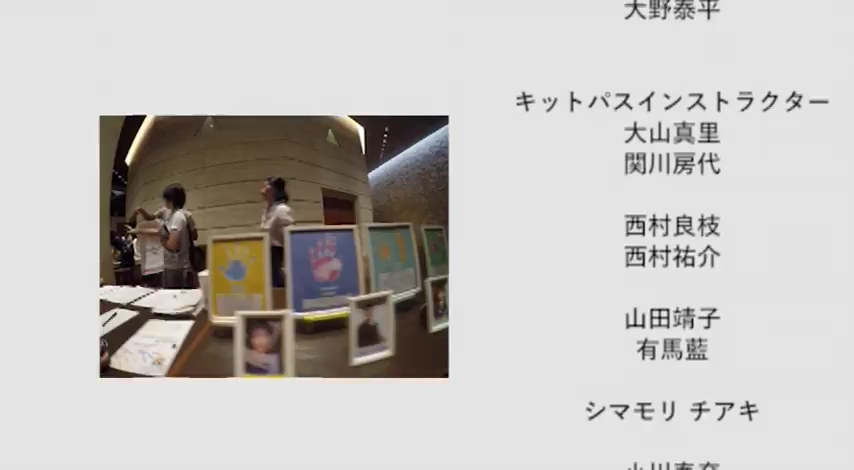 大野泰平
キットパスインストラクター
大山真里
関川房代
西村良枝
西村祐介
山田靖子
有馬藍
シマモリ チアキ